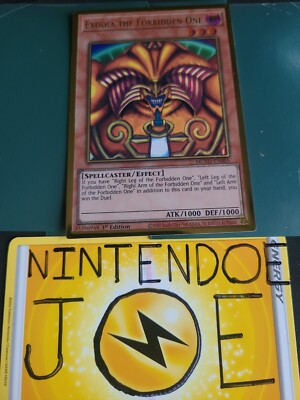 EXODIA THE FORBIDDEN ONE
[SPELLCASTER/EFFECT]
If you have "Right Leg of the Forbidden One", "Left Leg of the
Forbidden One", "Right Arm of the Forbidden One" and "Left Arm
of the Forbidden One" in addition to this card in your hand, you
win the Duel.
ATK/1000 DEF/1000
1st Edition
NINTENDO
ENERGY
JOE